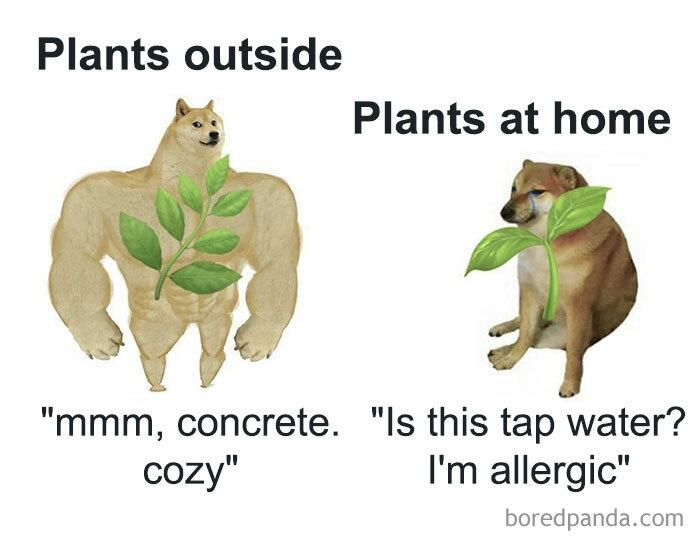 Plants outside
Plants at home
"mmm, concrete.
cozy"
"Is this tap water?
I'm allergic"
boredpanda.com